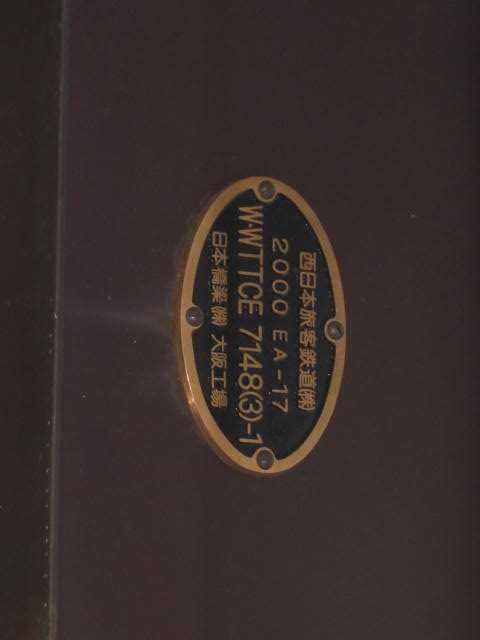 西日本旅客鉄道㈱
2000 EA-17
W-WTTCE 7148(3)-1
日本橋梁㈱ 大阪工場